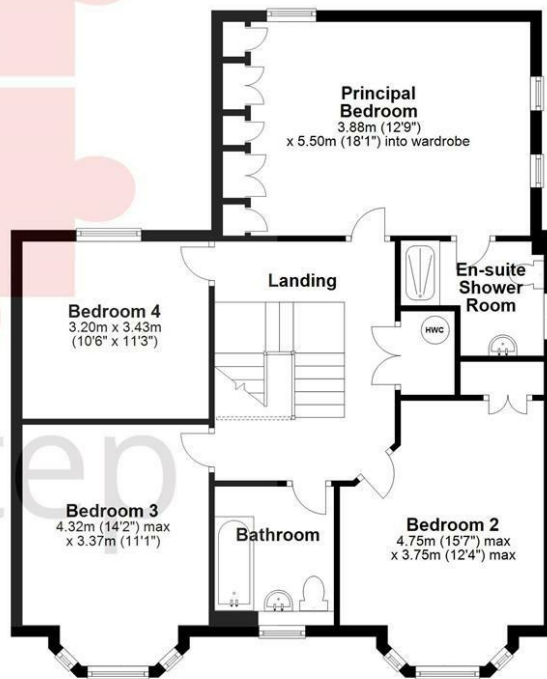 Principal
Bedroom
3.88m (12'9")
x 5.50m (18'1") into wardrobe
Landing
En-suite
Shower
Room
Bedroom 4
3.20m x 3.43m
(10'6" x 11'3")
HWC
Bedroom 3
4.32m (14'2") max
x 3.37m (11'1")
Bathroom
Bedroom 2
4.75m (15'7") max
x 3.75m (12'4") max
tep